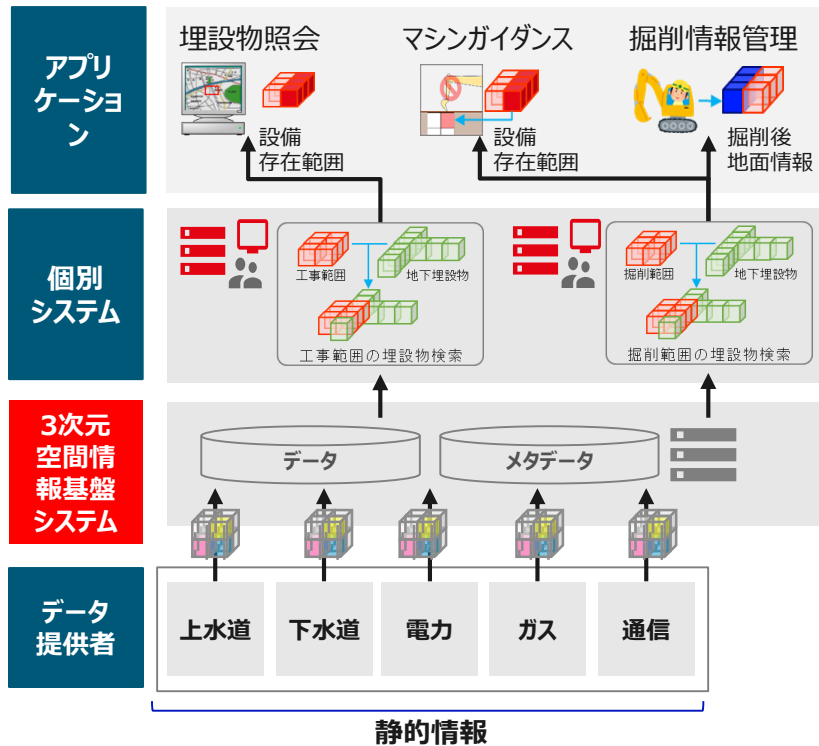 アプリ
ケーショ
ン
埋設物照会
マシンガイダンス
掘削情報管理
設備
存在範囲
設備
存在範囲
掘削後
地面情報
個別
システム
工事範囲
地下埋設物
工事範囲の埋設物検索
掘削範囲
地下埋設物
掘削範囲の埋設物検索
3次元
空間情
報基盤
システム
データ
メタデータ
データ
提供者
上水道
下水道
電力
ガス
通信
静的情報